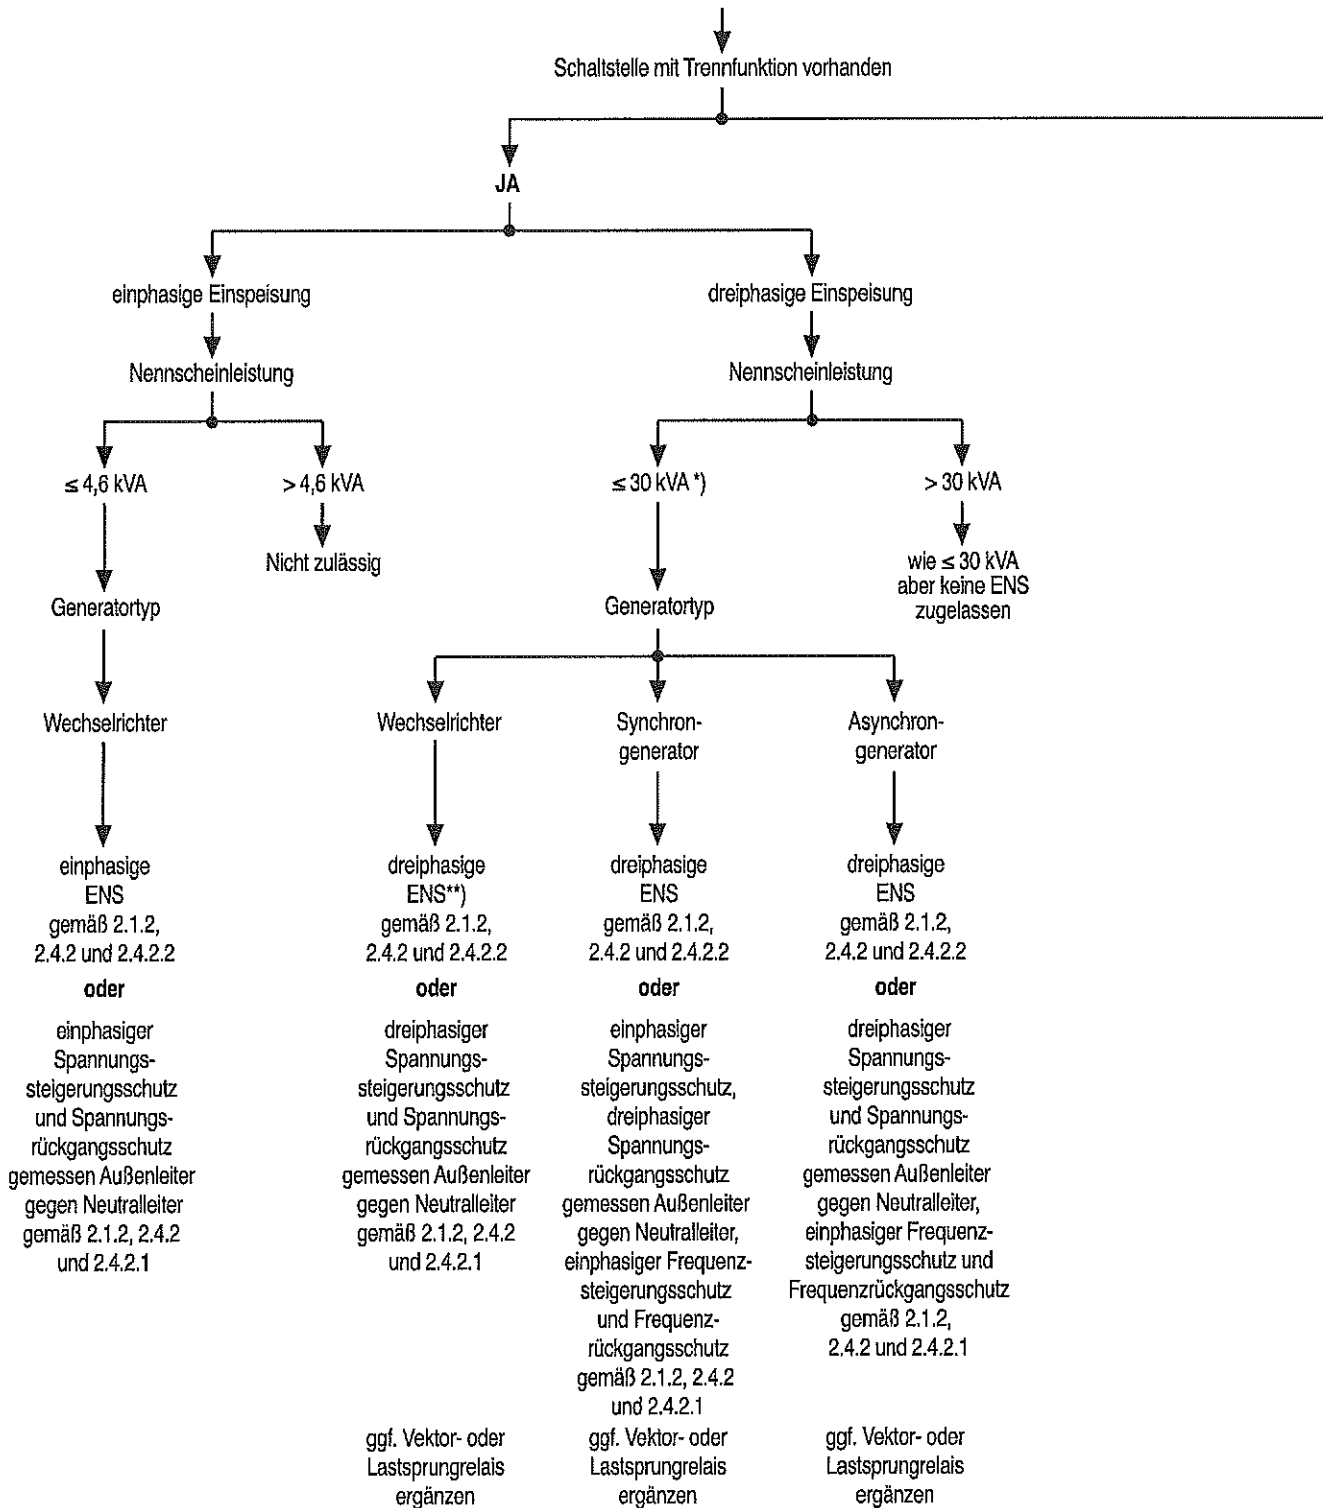 Schaltstelle mit Trennfunktion vorhanden
JA
einphasige Einspeisung
dreiphasige Einspeisung
Nennscheinleistung
Nennscheinleistung
≤ 4,6 kVA
> 4,6 kVA
≤ 30 kVA *)
> 30 kVA
Nicht zulässig
wie ≤ 30 kVA
aber keine ENS
zugelassen
Generatortyp
Generatortyp
Wechselrichter
Wechselrichter
Synchron-
generator
Asynchron-
generator
einphasige
ENS
gemäß 2.1.2,
2.4.2 und 2.4.2.2
oder
einphasiger
Spannungs-
steigerungsschutz
und Spannungs-
rückgangsschutz
gemessen Außenleiter
gegen Neutralleiter
gemäß 2.1.2, 2.4.2
und 2.4.2.1
dreiphasige
ENS**)
gemäß 2.1.2,
2.4.2 und 2.4.2.2
oder
dreiphasiger
Spannungs-
steigerungsschutz
und Spannungs-
rückgangsschutz
gemessen Außenleiter
gegen Neutralleiter
gemäß 2.1.2, 2.4.2
und 2.4.2.1
ggf. Vektor- oder
Lastsprungrelais
ergänzen
dreiphasige
ENS
gemäß 2.1.2,
2.4.2 und 2.4.2.2
oder
einphasiger
Spannungs-
steigerungsschutz,
dreiphasiger
Spannungs-
rückgangsschutz
gemessen Außenleiter
gegen Neutralleiter,
einphasiger Frequenz-
steigerungsschutz
und Frequenz-
rückgangsschutz
gemäß 2.1.2, 2.4.2
und 2.4.2.1
ggf. Vektor- oder
Lastsprungrelais
ergänzen
dreiphasige
ENS
gemäß 2.1.2,
2.4.2 und 2.4.2.2
oder
dreiphasiger
Spannungs-
steigerungsschutz
und Spannungs-
rückgangsschutz
gemessen Außenleiter
gegen Neutralleiter,
einphasiger Frequenz-
steigerungsschutz und
Frequenzrückgangsschutz
gemäß 2.1.2,
2.4.2 und 2.4.2.1
ggf. Vektor- oder
Lastsprungrelais
ergänzen